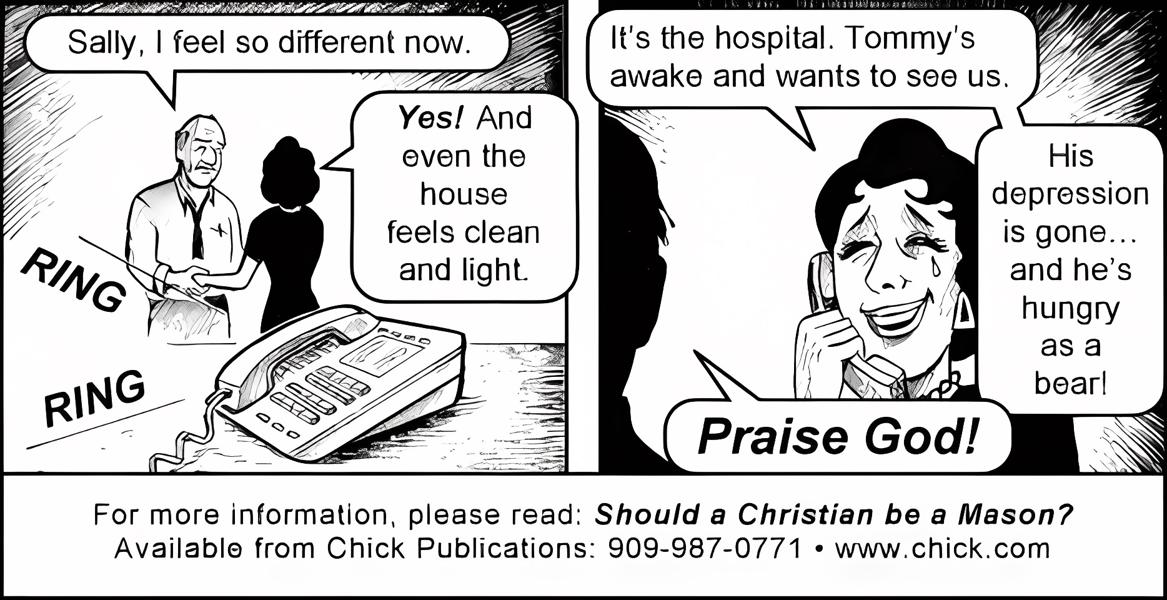 Sally, I feel so different now.
Yes! And
even the
house
feels clean
and light.
RING
RING
It's the hospital. Tommy's
awake and wants to see us.
His
depression
is gone...
and he's
hungry
as a
bear!
Praise God!
For more information, please read: Should a Christian be a Mason?
Available from Chick Publications: 909-987-0771 • www.chick.com